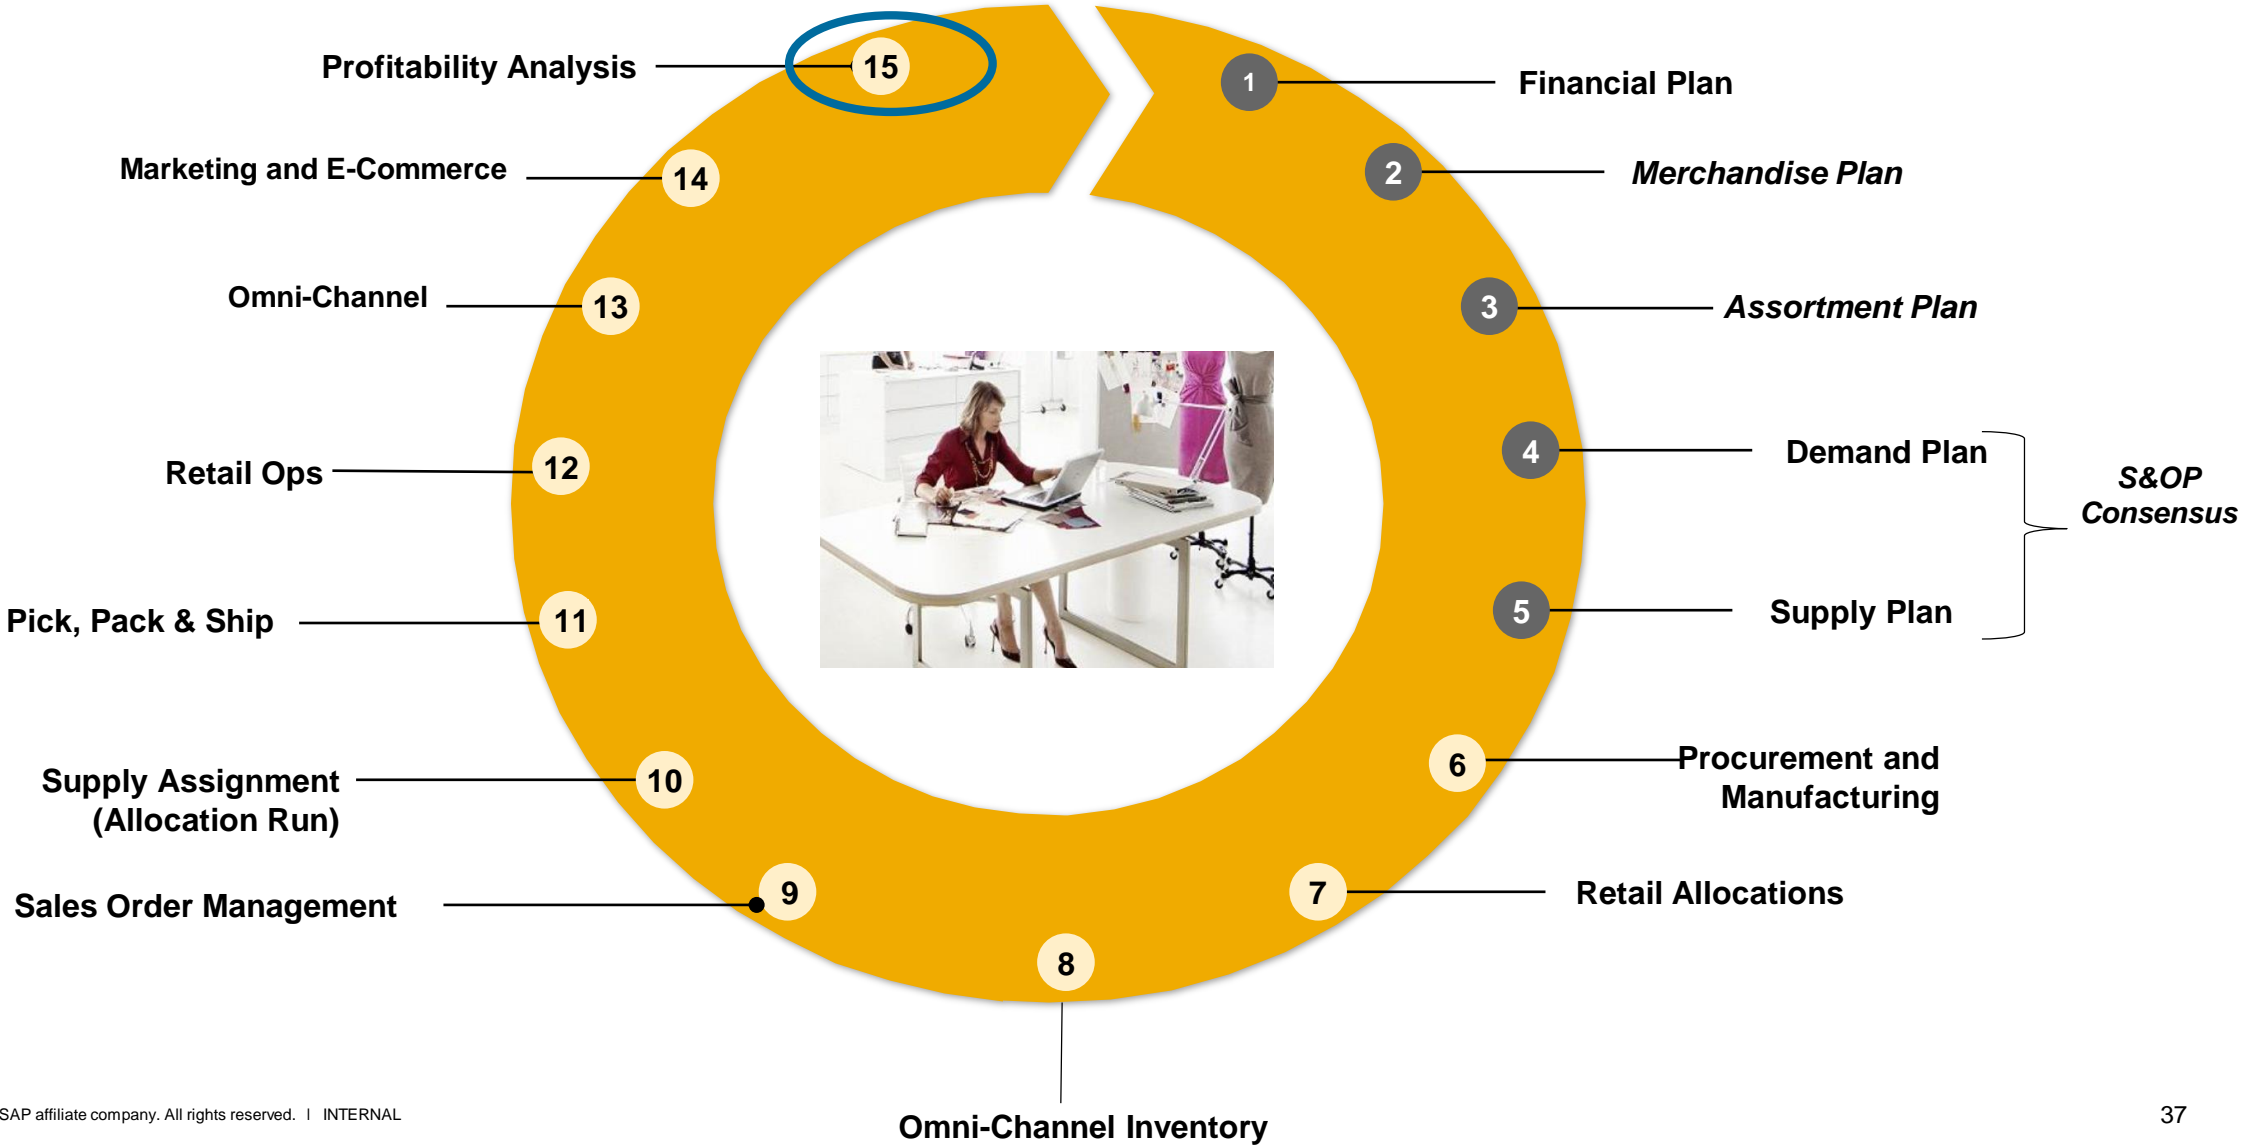 15
Profitability Analysis
1
Financial Plan
14
Marketing and E-Commerce
2
Merchandise Plan
13
Omni-Channel
3
Assortment Plan
12
Retail Ops
4
Demand Plan
S&OP
Consensus
11
Pick, Pack & Ship
5
Supply Plan
10
Supply Assignment
(Allocation Run)
6
Procurement and
Manufacturing
9
Sales Order Management
7
Retail Allocations
8
Omni-Channel Inventory
SAP affiliate company. All rights reserved. | INTERNAL
37